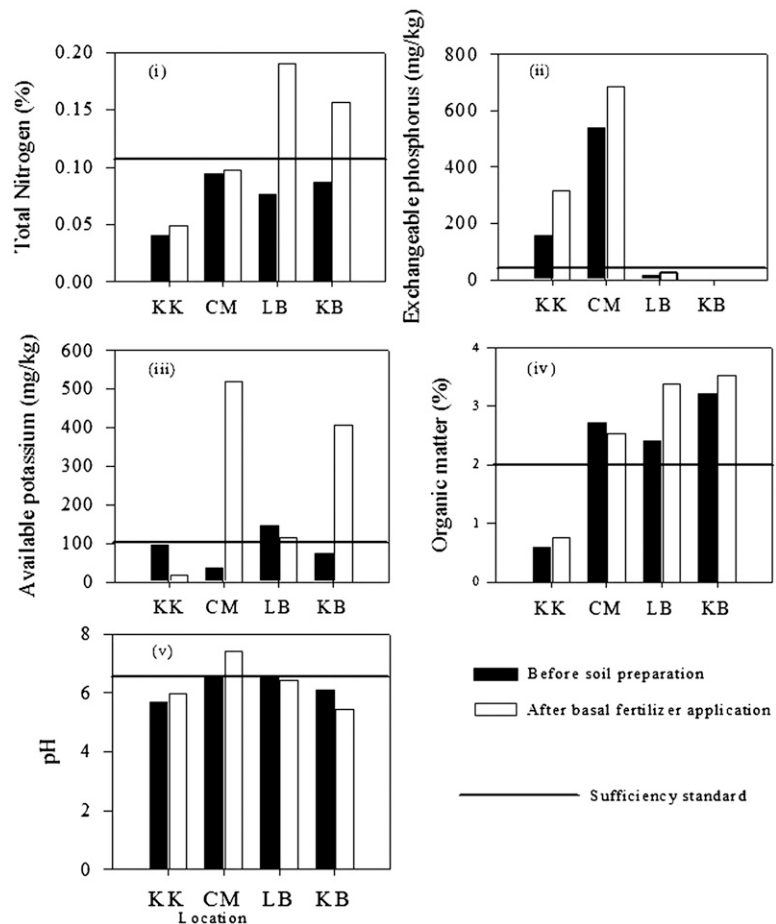 (i)
Total Nitrogen (%)
0.20
0.15
0.10
0.05
0.00
KK CM LB KB
(ii)
Exchangeable phosphorus (mg/kg)
800
600
400
200
0
KK CM LB KB
(iii)
Available potassium (mg/kg)
600
500
400
300
200
100
0
KK CM LB KB
(iv)
Organic matter (%)
4
3
2
1
0
KK CM LB KB
(v)
pH
8
6
4
2
0
KK CM LB KB
Location
Before soil preparation
After basal fertilizer application
Sufficiency standard